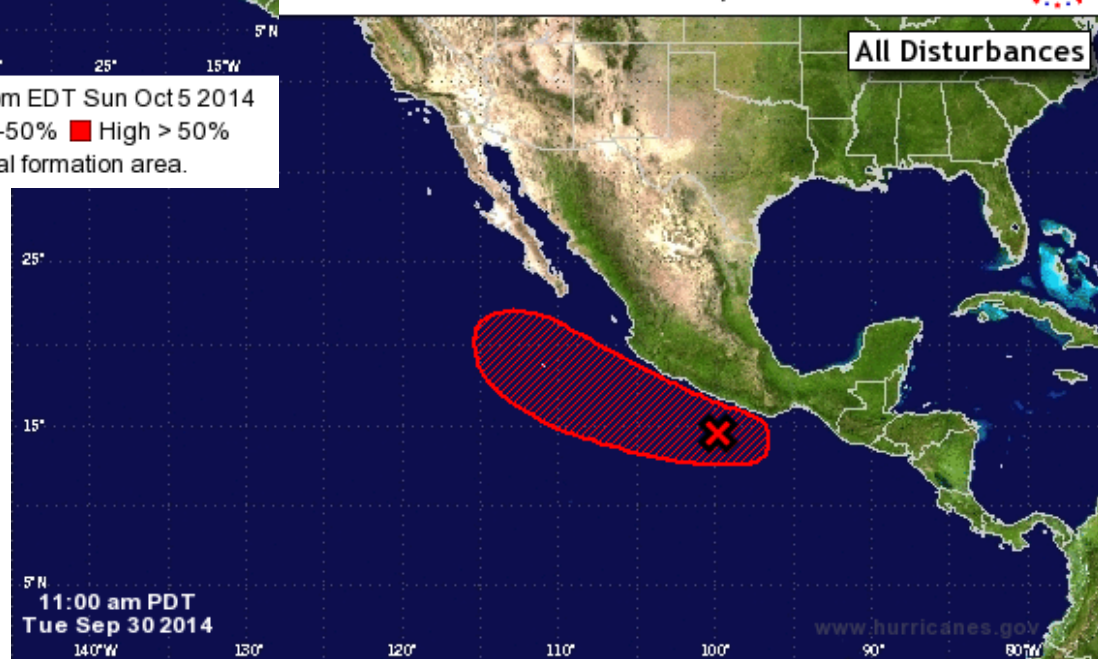 5°N
25° 15°W
m EDT Sun Oct 5 2014
-50% High > 50%
al formation area.
All Disturbances
25°
15°
5°N
11:00 am PDT
Tue Sep 30 2014
www.hurricanes.gov
140°W 130° 120° 110° 100° 90° 80°W